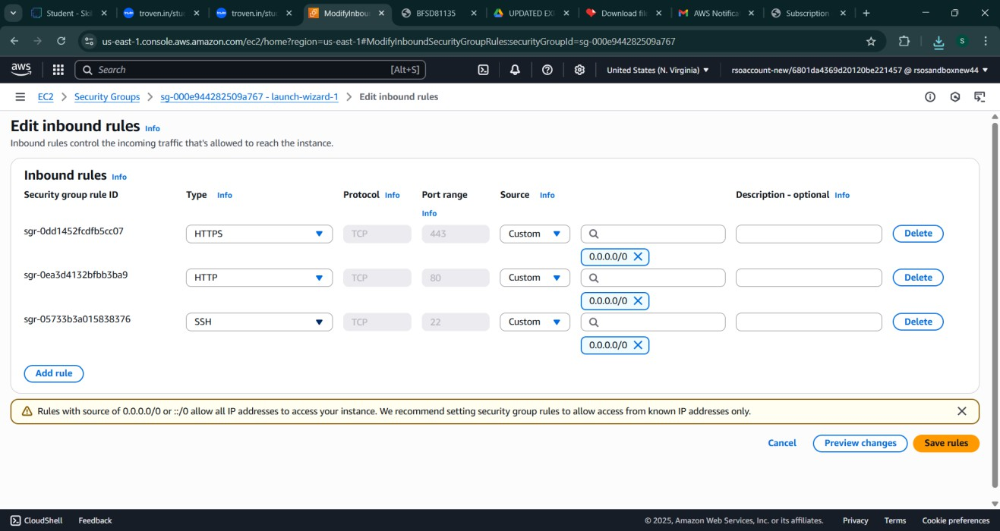 Student - Skil
troven.in/stu
troven.in/stu
ModifyInbou
BFSD81135
UPDATED EX
Download fil
AWS Notifica
Subscription
us-east-1.console.aws.amazon.com/ec2/home?region=us-east-1#ModifyInboundSecurityGroupRules:securityGroupId=sg-000e944282509a767
S
aws
Search
[Alt+S]
United States (N. Virginia)
rsoaccount-new/6801da4369d20120be221457 @ rsosandboxnew44
EC2
Security Groups
sg-000e944282509a767 - launch-wizard-1
Edit inbound rules
Edit inbound rules Info
Inbound rules control the incoming traffic that's allowed to reach the instance.
Inbound rules Info
Security group rule ID
Type Info
Protocol Info
Port range
Info
Source Info
Description - optional Info
sgr-0dd1452fcdfb5cc07
HTTPS
TCP
443
Custom
Delete
0.0.0.0/0
sgr-0ea3d4132bfbb3ba9
HTTP
TCP
80
Custom
Delete
0.0.0.0/0
sgr-05733b3a015838376
SSH
TCP
22
Custom
Delete
0.0.0.0/0
Add rule
Rules with source of 0.0.0.0/0 or ::/0 allow all IP addresses to access your instance. We recommend setting security group rules to allow access from known IP addresses only.
Cancel
Preview changes
Save rules
CloudShell
Feedback
© 2025, Amazon Web Services, Inc. or its affiliates.
Privacy
Terms
Cookie preferences